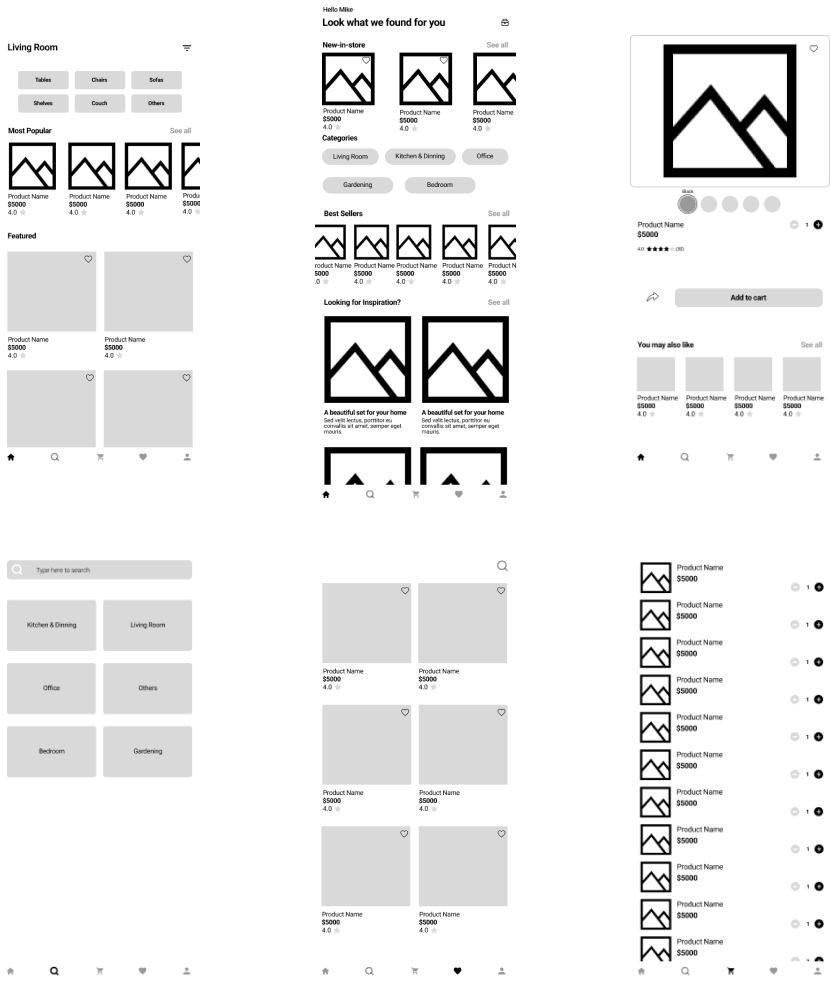 Living Room
Tables
Chairs
Sofas
Shelves
Couch
Others
Most Popular
See all
Product Name
Product Name
Product Name
Produ
$5000
$5000
$5000
$500
4.0
4.0
4.0
4.0
Featured
Product Name
Product Name
$5000
$5000
4.0
4.0
Hello Mike
Look what we found for you
New-in-store
See all
Product Name
Product Name
Product Name
$5000
$5000
$5000
4.0
4.0
4.0
Categories
Living Room
Kitchen & Dinning
Office
Gardening
Bedroom
Best Sellers
See all
Product Name
Product Name
Product Name
Product Name
Product N
$5000
$5000
$5000
$5000
$5000
4.0
4.0
4.0
4.0
4.0
Looking for Inspiration?
See all
A beautiful set for your home
A beautiful set for your home
Sed velit lectus, porttitor eu
Sed velit lectus, porttitor eu
convallis sit amet, semper eget
convallis sit amet, semper eget
mauris.
mauris.
Black
Product Name
1
$5000
4.0
Add to cart
You may also like
See all
Product Name
Product Name
Product Name
Product Name
$5000
$5000
$5000
$5000
4.0
4.0
4.0
4.0
Type here to search
Kitchen & Dinning
Living Room
Office
Others
Bedroom
Gardening
Product Name
Product Name
$5000
$5000
4.0
4.0
Product Name
Product Name
$5000
$5000
4.0
4.0
Product Name
Product Name
$5000
$5000
4.0
4.0
Product Name
$5000
1
Product Name
$5000
1
Product Name
$5000
1
Product Name
$5000
1
Product Name
$5000
1
Product Name
$5000
1
Product Name
$5000
1
Product Name
$5000
1
Product Name
$5000
1
Product Name
$5000
1
Product Name
$5000
1